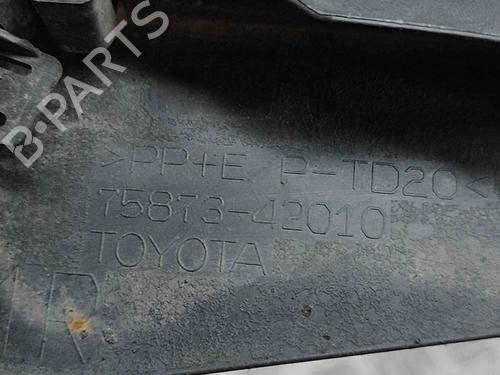 B·PARTS
>PP+E/P-TD20<
75873-42010
TOYOTA